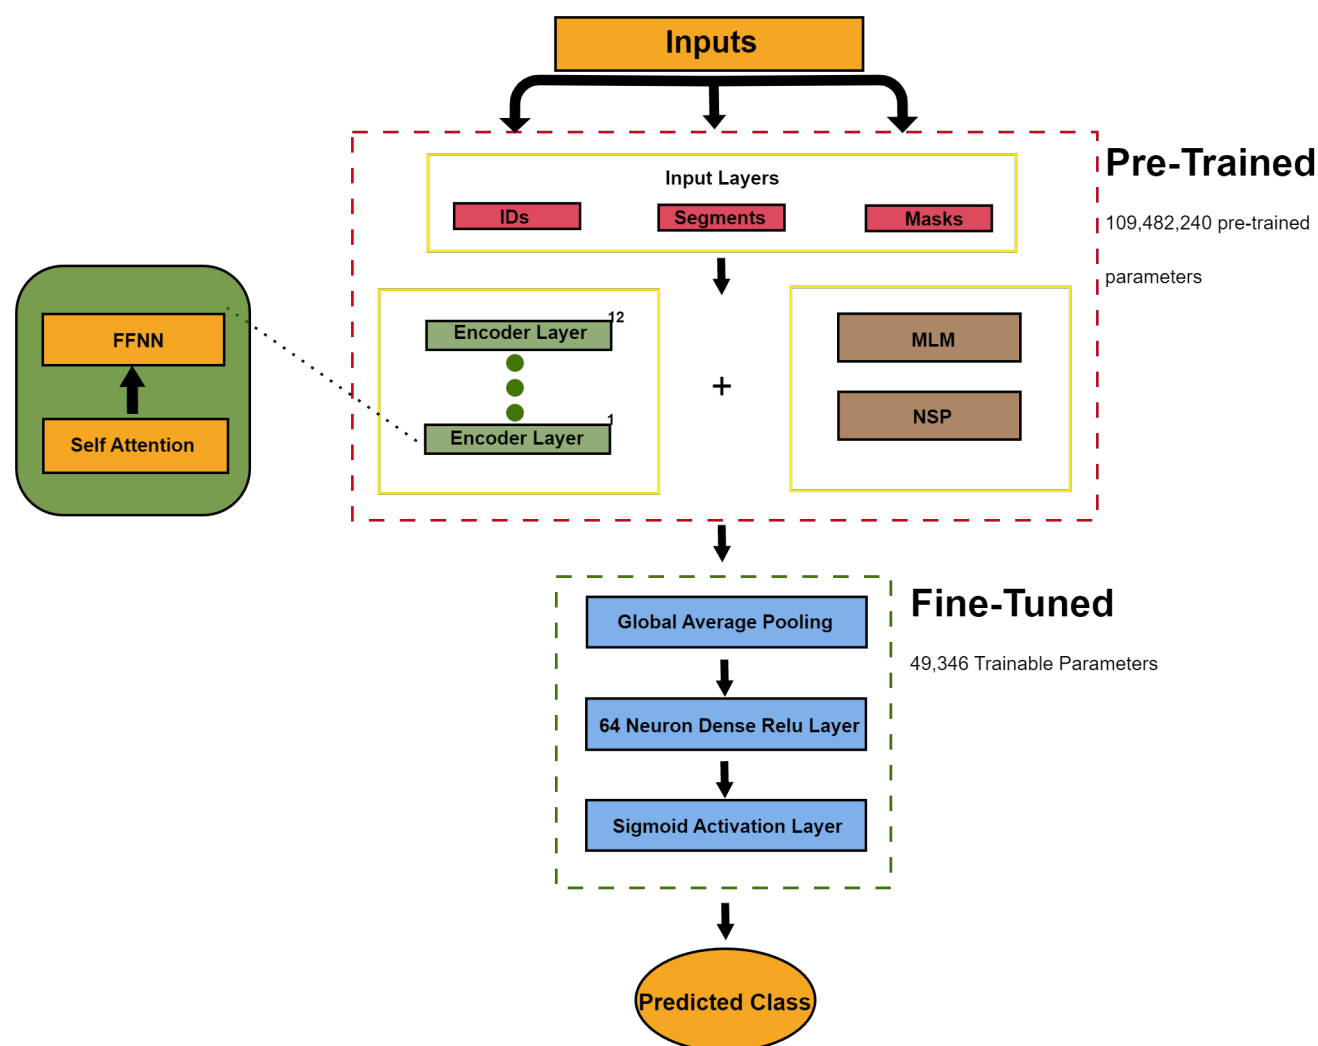 Inputs
Pre-Trained
109,482,240 pre-trained
parameters
Input Layers
IDs
Segments
Masks
12
Encoder Layer
1
Encoder Layer
+
MLM
NSP
FFNN
Self Attention
Fine-Tuned
49,346 Trainable Parameters
Global Average Pooling
64 Neuron Dense Relu Layer
Sigmoid Activation Layer
Predicted Class